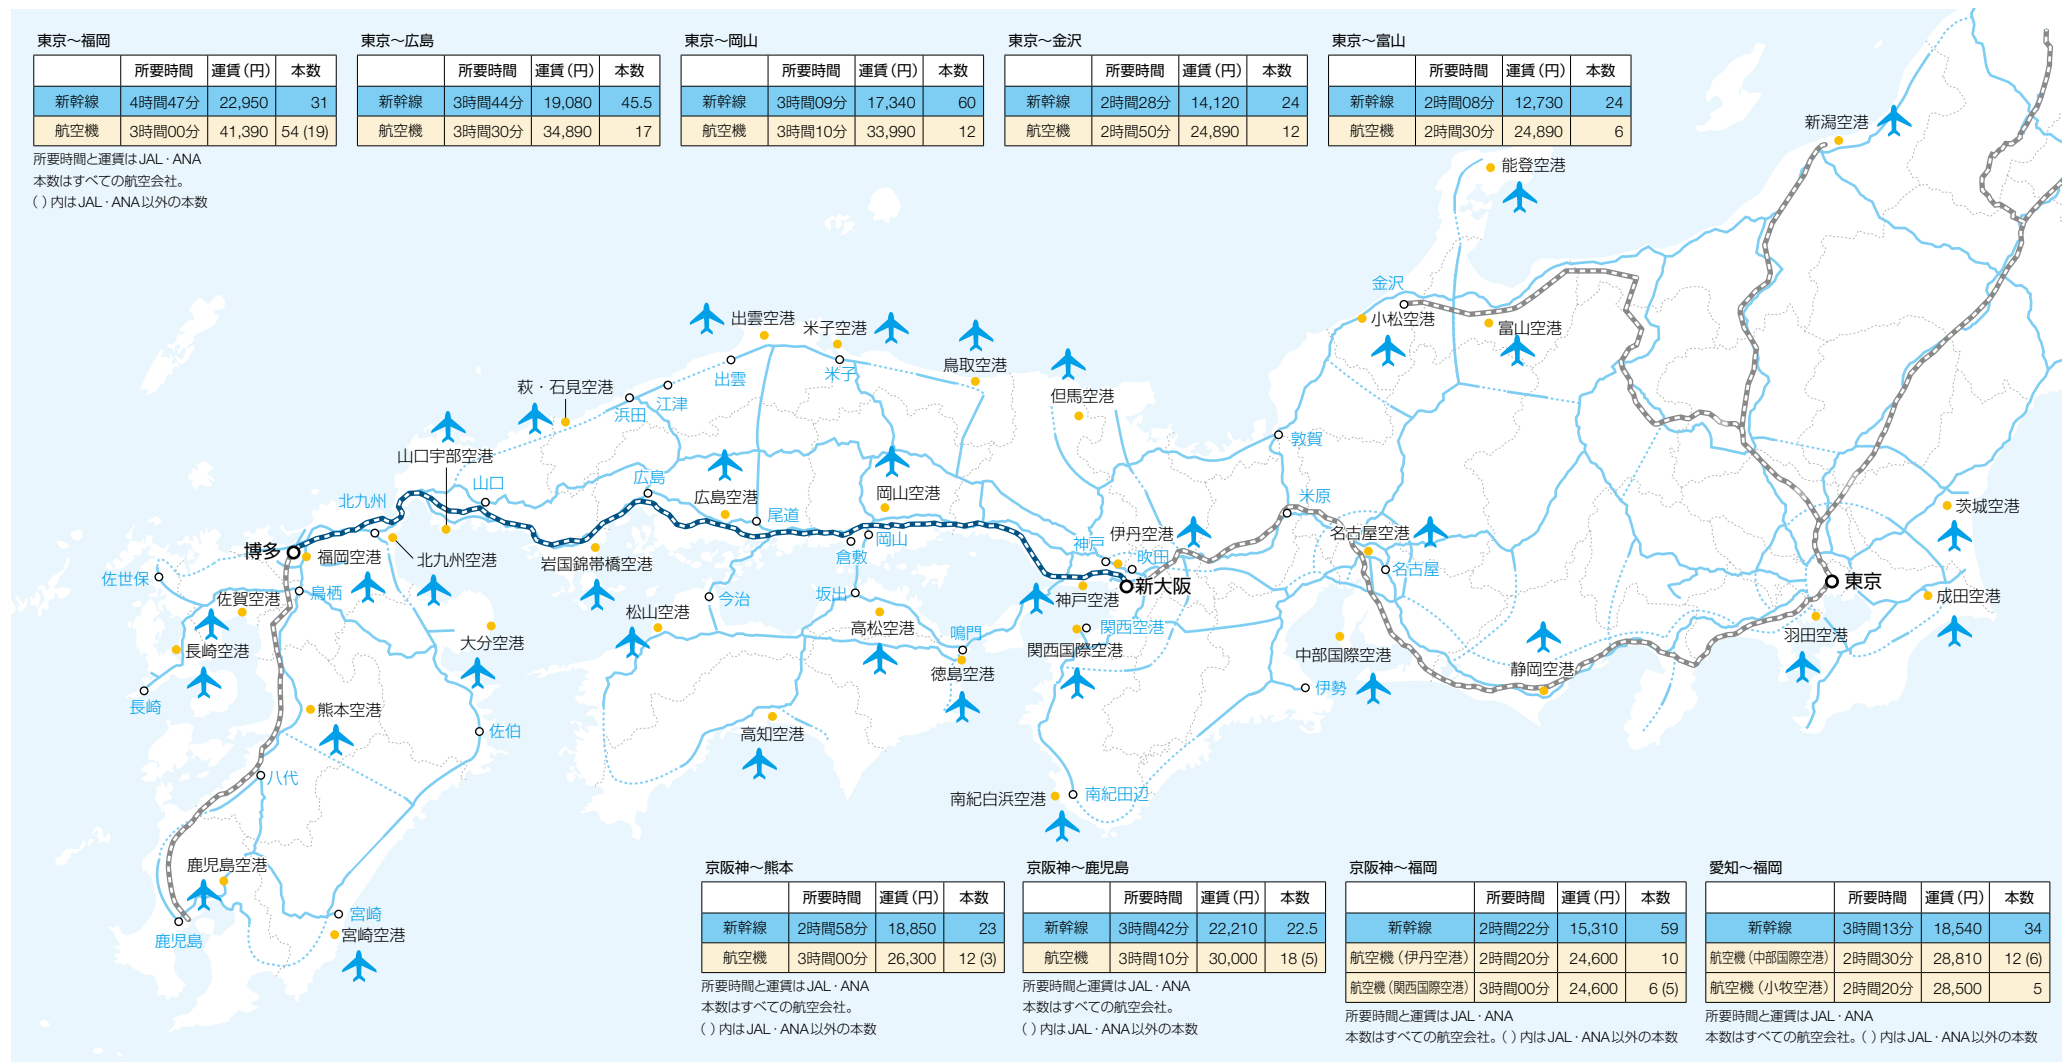 東京〜福岡
所要時間 運賃(円) 本数
新幹線 4時間47分 22,950 31
航空機 3時間00分 41,390 54 (19)
所要時間と運賃はJAL・ANA
本数はすべての航空会社。
( ) 内はJAL・ANA以外の本数
東京〜広島
所要時間 運賃(円) 本数
新幹線 3時間44分 19,080 45.5
航空機 3時間30分 34,890 17
東京〜岡山
所要時間 運賃(円) 本数
新幹線 3時間09分 17,340 60
航空機 3時間10分 33,990 12
東京〜金沢
所要時間 運賃(円) 本数
新幹線 2時間28分 14,120 24
航空機 2時間50分 24,890 12
東京〜富山
所要時間 運賃(円) 本数
新幹線 2時間08分 12,730 24
航空機 2時間30分 24,890 6
新潟空港
能登空港
金沢
小松空港
富山空港
出雲空港
米子空港
鳥取空港
但馬空港
出雲
米子
萩・石見空港
浜田
江津
敦賀
山口宇部空港
山口
広島
広島空港
岡山空港
北九州
尾道
岡山
倉敷
米原
名古屋空港
名古屋
茨城空港
伊丹空港
神戸
吹田
博多
福岡空港
北九州空港
岩国錦帯橋空港
神戸空港
新大阪
東京
成田空港
羽田空港
佐世保
佐賀空港
鳥栖
松山空港
今治
坂出
高松空港
鳴門
徳島空港
関西空港
関西国際空港
中部国際空港
静岡空港
伊勢
長崎空港
大分空港
長崎
熊本空港
佐伯
高知空港
八代
南紀白浜空港
南紀田辺
鹿児島空港
鹿児島
宮崎
宮崎空港
京阪神〜熊本
所要時間 運賃(円) 本数
新幹線 2時間58分 18,850 23
航空機 3時間00分 26,300 12 (3)
所要時間と運賃はJAL・ANA
本数はすべての航空会社。
( ) 内はJAL・ANA以外の本数
京阪神〜鹿児島
所要時間 運賃(円) 本数
新幹線 3時間42分 22,210 22.5
航空機 3時間10分 30,000 18 (5)
所要時間と運賃はJAL・ANA
本数はすべての航空会社。
( ) 内はJAL・ANA以外の本数
京阪神〜福岡
所要時間 運賃(円) 本数
新幹線 2時間22分 15,310 59
航空機(伊丹空港) 2時間20分 24,600 10
航空機(関西国際空港) 3時間00分 24,600 6 (5)
所要時間と運賃はJAL・ANA
本数はすべての航空会社。( ) 内はJAL・ANA以外の本数
愛知〜福岡
所要時間 運賃(円) 本数
新幹線 3時間13分 18,540 34
航空機(中部国際空港) 2時間30分 28,810 12 (6)
航空機(小牧空港) 2時間20分 28,500 5
所要時間と運賃はJAL・ANA
本数はすべての航空会社。( ) 内はJAL・ANA以外の本数